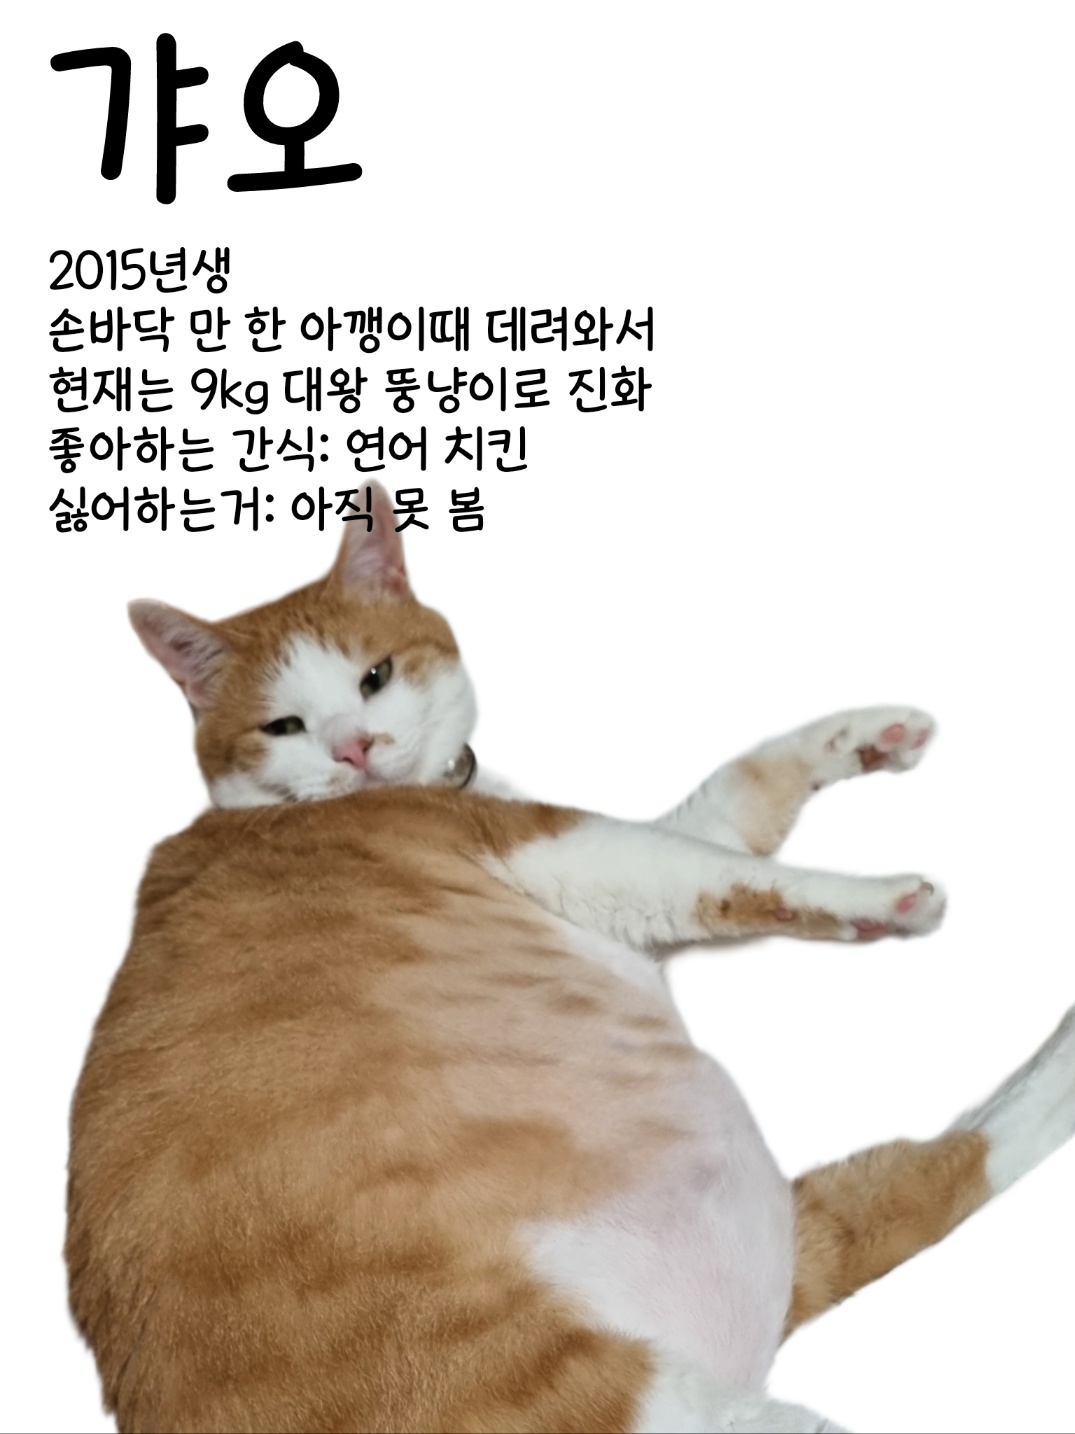 갸오
2015년생
손바닥 만 한 아깽이때 데려와서
현재는 9kg 대왕 뚱냥이로 진화
좋아하는 간식: 연어 치킨
싫어하는거: 아직 못 봄